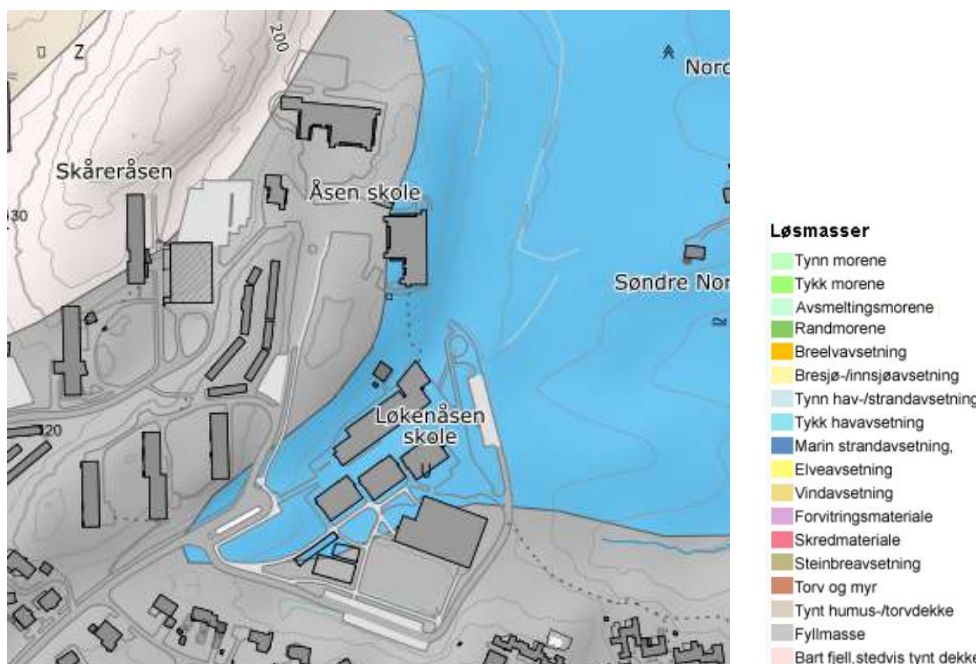 200
Z
Nord
Skåreråsen
Åsen skole
30
Søndre Nor
Løkenåsen
skole
20
Løsmasser
Tynn morene
Tykk morene
Avsmeltingsmorene
Randmorene
Breelvavsetning
Bresjø-/innsjøavsetning
Tynn hav-/strandavsetning
Tykk havavsetning
Marin strandavsetning,
Elveavsetning
Vindavsetning
Forvitringsmateriale
Skredmateriale
Steinbreavsetning
Torv og myr
Tynt humus-/torvdekke
Fyllmasse
Bart fjell,stedvis tynt dekke